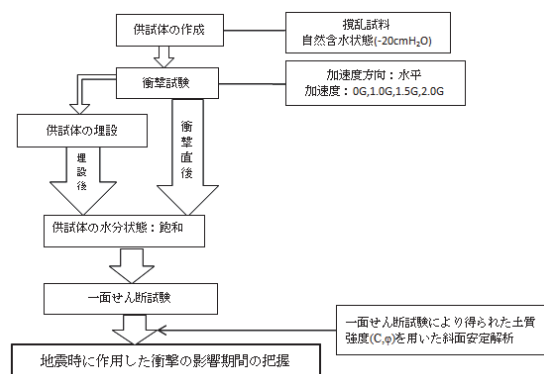 供試体の作成
攪乱試料
自然含水状態(-20cmH₂O)
衝撃試験
加速度方向：水平
加速度：0G,1.0G,1.5G,2.0G
供試体の埋設
埋設後
衝撃直後
供試体の水分状態：飽和
一面せん断試験
一面せん断試験により得られた土質
強度(C,φ)を用いた斜面安定解析
地震時に作用した衝撃の影響期間の把握